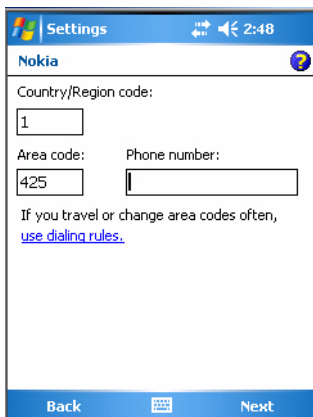 Settings 2:48
Nokia
Country/Region code:
1
Area code: Phone number:
425
If you travel or change area codes often,
use dialing rules.
Back Next